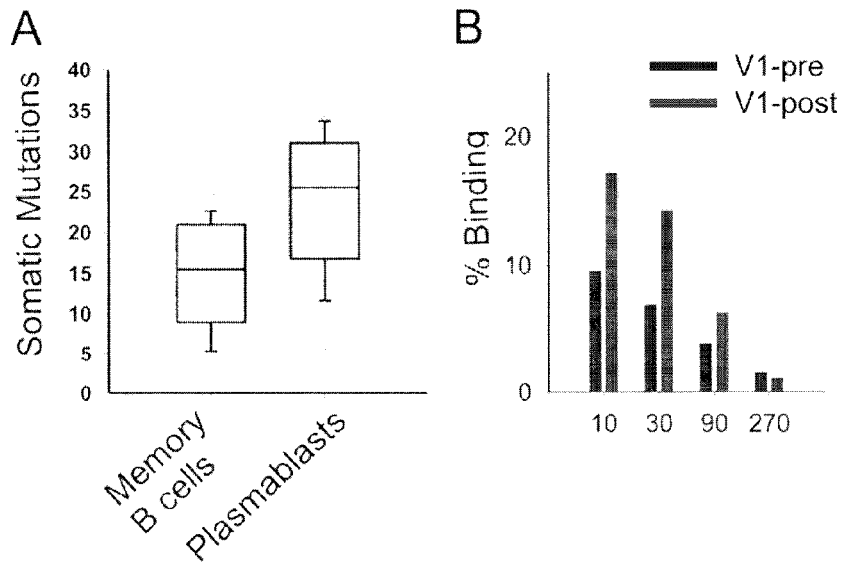 A
Somatic Mutations
40
35
30
25
20
15
10
5
0
Memory
B cells
Plasmablasts
B
V1-pre
V1-post
% Binding
20
10
0
10 30 90 270